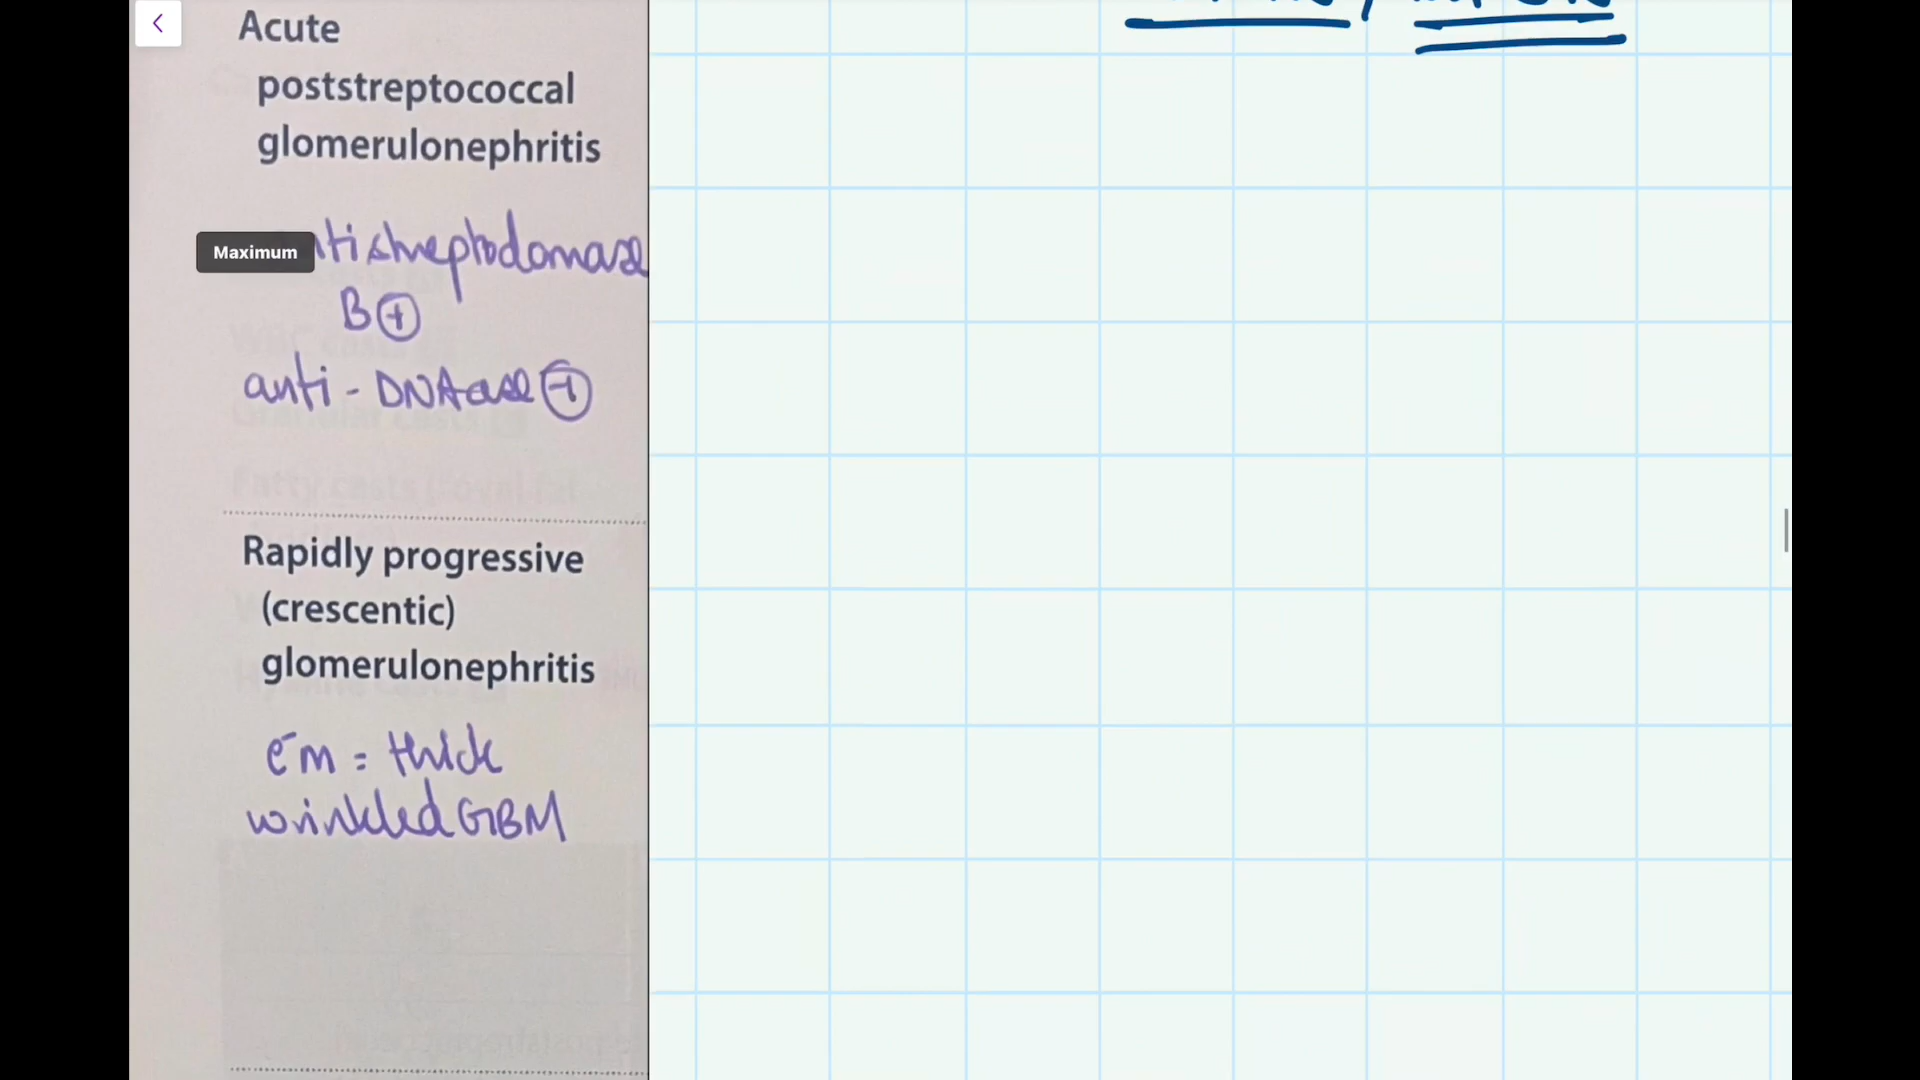 Acute
poststreptococcal
glomerulonephritis
Maximum
B +
anti - DNAase +
Rapidly progressive
(crescentic)
glomerulonephritis
em = thick
wrinkled GBM